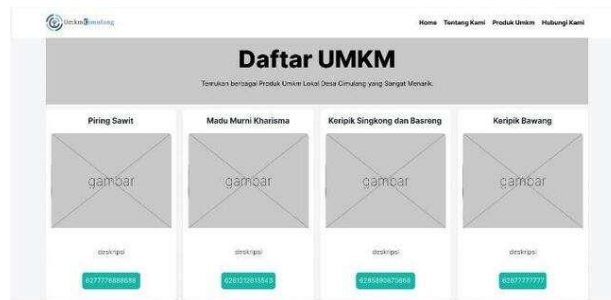 Home Tentang Kami Produk Umkm Hubungi Kami
Daftar UMKM
Temukan berbagai Produk Umkm Lokal Desa Cimulang yang Sangat Menarik.
Piring Sawit
Madu Murni Kharisma
Keripik Singkong dan Basreng
Keripik Bawang
gambar
gambar
gambar
gambar
deskripsi
deskripsi
deskripsi
deskripsi